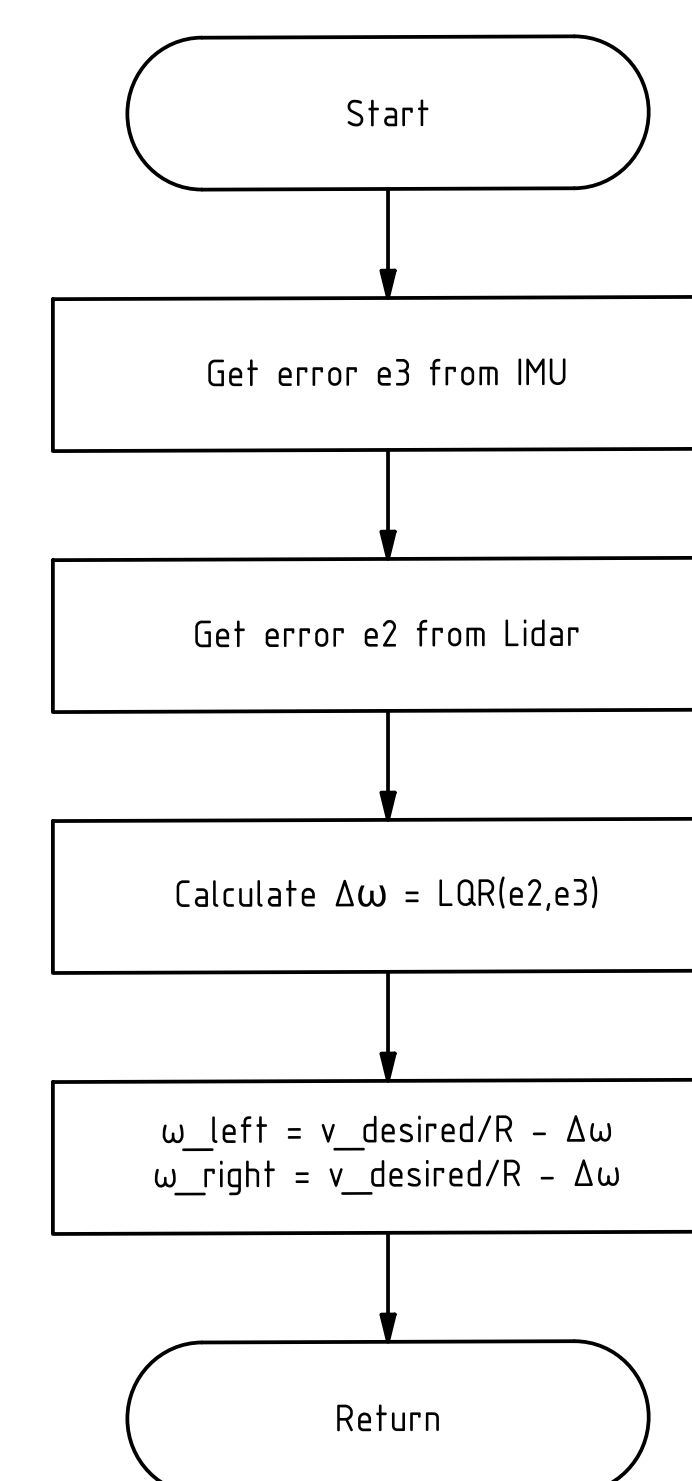 Start
Get error e3 from IMU
Get error e2 from Lidar
Calculate Δω = LQR(e2,e3)
ω_left = v_desired/R - Δω
ω_right = v_desired/R - Δω
Return